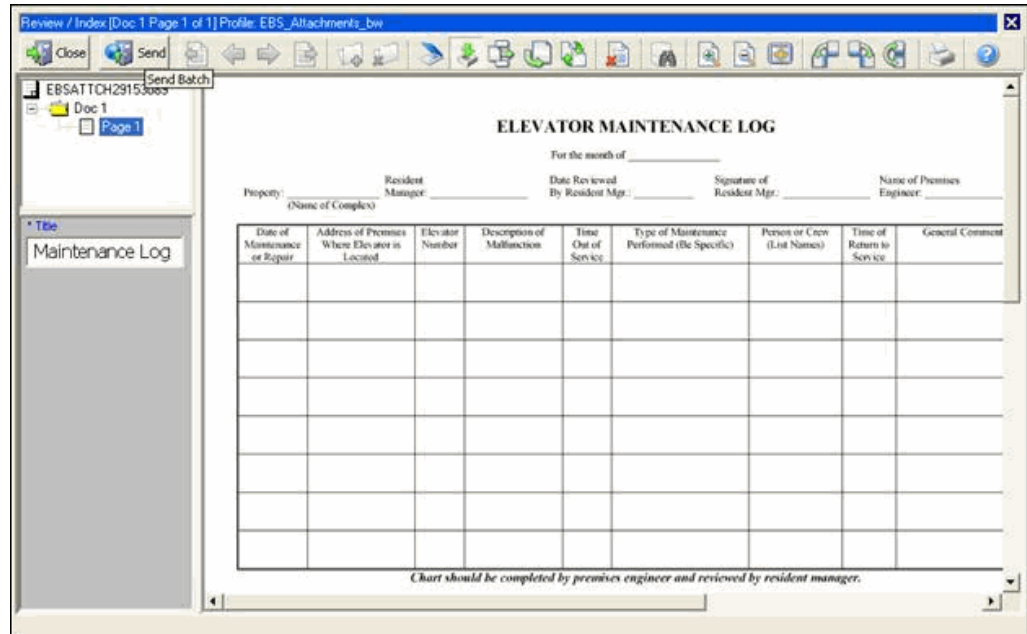 Review / Index [Doc 1 Page 1 of 1] Profile: EBS_Attachments_bw
Close Send
Send Batch
Doc 1
Page 1
* Title
Maintenance Log
ELEVATOR MAINTENANCE LOG
For the month of
Property:
(Name of Complex)
Resident
Manager:
Date Reviewed
By Resident Mgr.:
Signature of
Resident Mgr.:
Name of Premises
Engineer:
Date of
Maintenance
or Repair
Address of Premises
Where Elevator is
Located
Elevator
Number
Description of
Malfunction
Time
Out of
Service
Type of Maintenance
Performed (Be Specific)
Person or Crew
(List Names)
Time of
Return to
Service
General Comment
Chart should be completed by premises engineer and reviewed by resident manager.